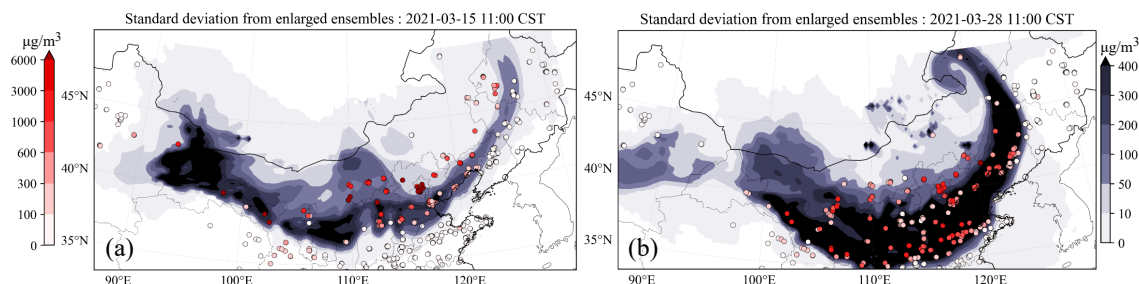 Standard deviation from enlarged ensembles : 2021-03-15 11:00 CST
μg/m³
6000
3000
1000
600
300
100
0
45°N
40°N
35°N
(a)
90°E
100°E
110°E
120°E
Standard deviation from enlarged ensembles : 2021-03-28 11:00 CST
45°N
40°N
35°N
(b)
90°E
100°E
110°E
120°E
μg/m³
400
300
200
100
50
10
0